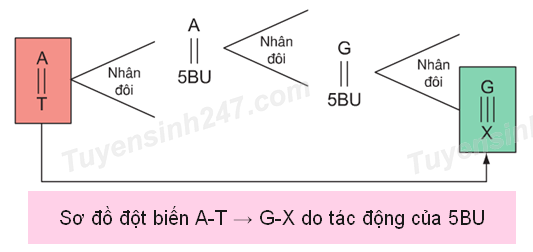 A
T
Nhân
đôi
A
5BU
Nhân
đôi
G
5BU
Nhân
đôi
G
X
Tuyensinh247.com
Tuyensinh
Sơ đồ đột biến A-T → G-X do tác động của 5BU